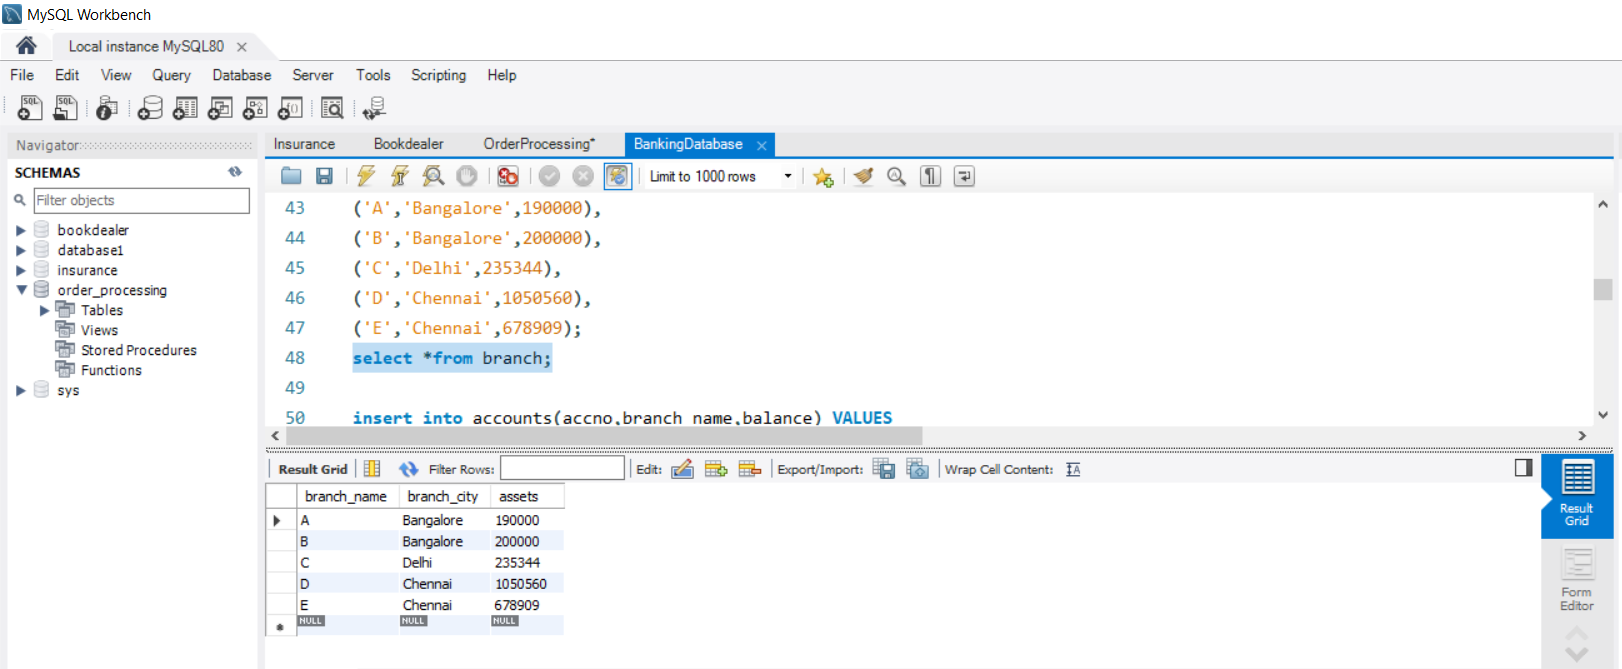 MySQL Workbench
Local instance MySQL80
File Edit View Query Database Server Tools Scripting Help
Navigator
SCHEMAS
Filter objects
bookdealer
database1
insurance
order_processing
Tables
Views
Stored Procedures
Functions
sys
Insurance Bookdealer OrderProcessing* BankingDatabase
Limit to 1000 rows
43 ('A','Bangalore',190000),
44 ('B','Bangalore',200000),
45 ('C','Delhi',235344),
46 ('D','Chennai',1050560),
47 ('E','Chennai',678909);
48 select *from branch;
49
50 insert into accounts(accno,branch_name,balance) VALUES
Result Grid Filter Rows: Edit: Export/Import: Wrap Cell Content:
branch_name branch_city assets
A Bangalore 190000
B Bangalore 200000
C Delhi 235344
D Chennai 1050560
E Chennai 678909
NULL NULL NULL
Result
Grid
Form
Editor